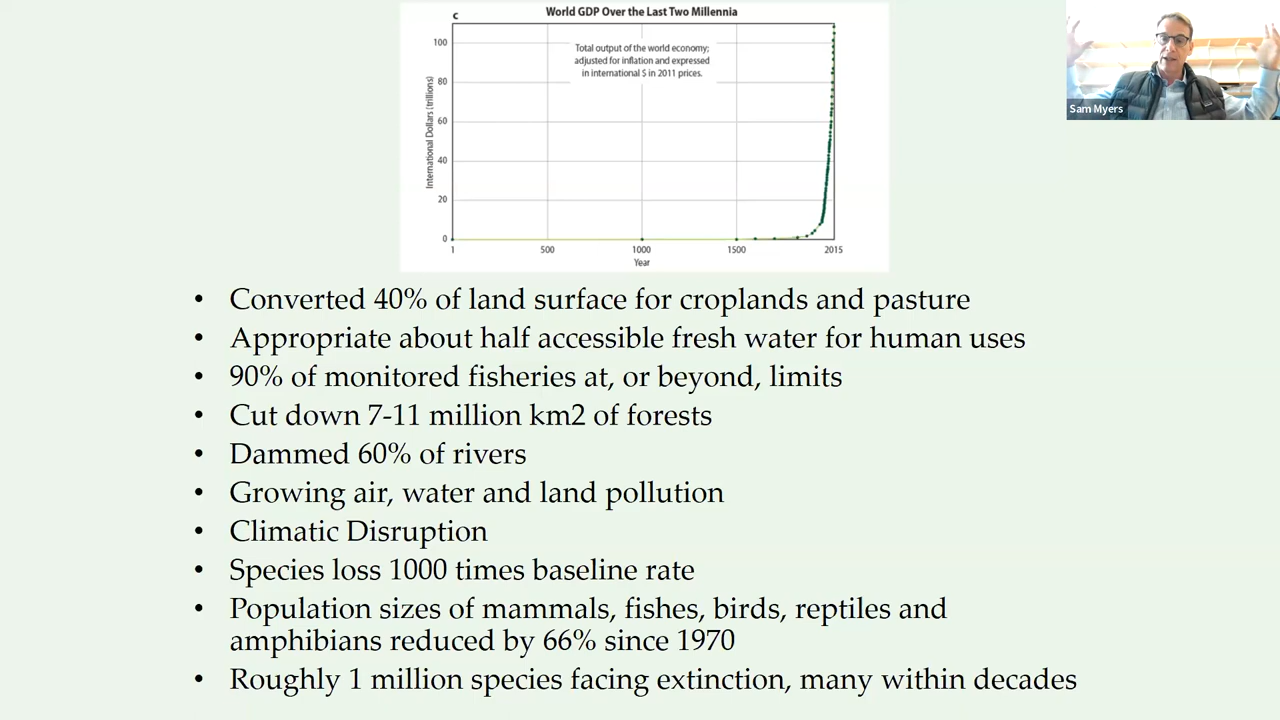 c
World GDP Over the Last Two Millennia
100
Total output of the world economy;
adjusted for inflation and expressed
in international $ in 2011 prices.
80
60
40
20
0
International Dollars (trillions)
1
500
1000
1500
2015
Year
Sam Myers
• Converted 40% of land surface for croplands and pasture
• Appropriate about half accessible fresh water for human uses
• 90% of monitored fisheries at, or beyond, limits
• Cut down 7-11 million km2 of forests
• Dammed 60% of rivers
• Growing air, water and land pollution
• Climatic Disruption
• Species loss 1000 times baseline rate
• Population sizes of mammals, fishes, birds, reptiles and
amphibians reduced by 66% since 1970
• Roughly 1 million species facing extinction, many within decades